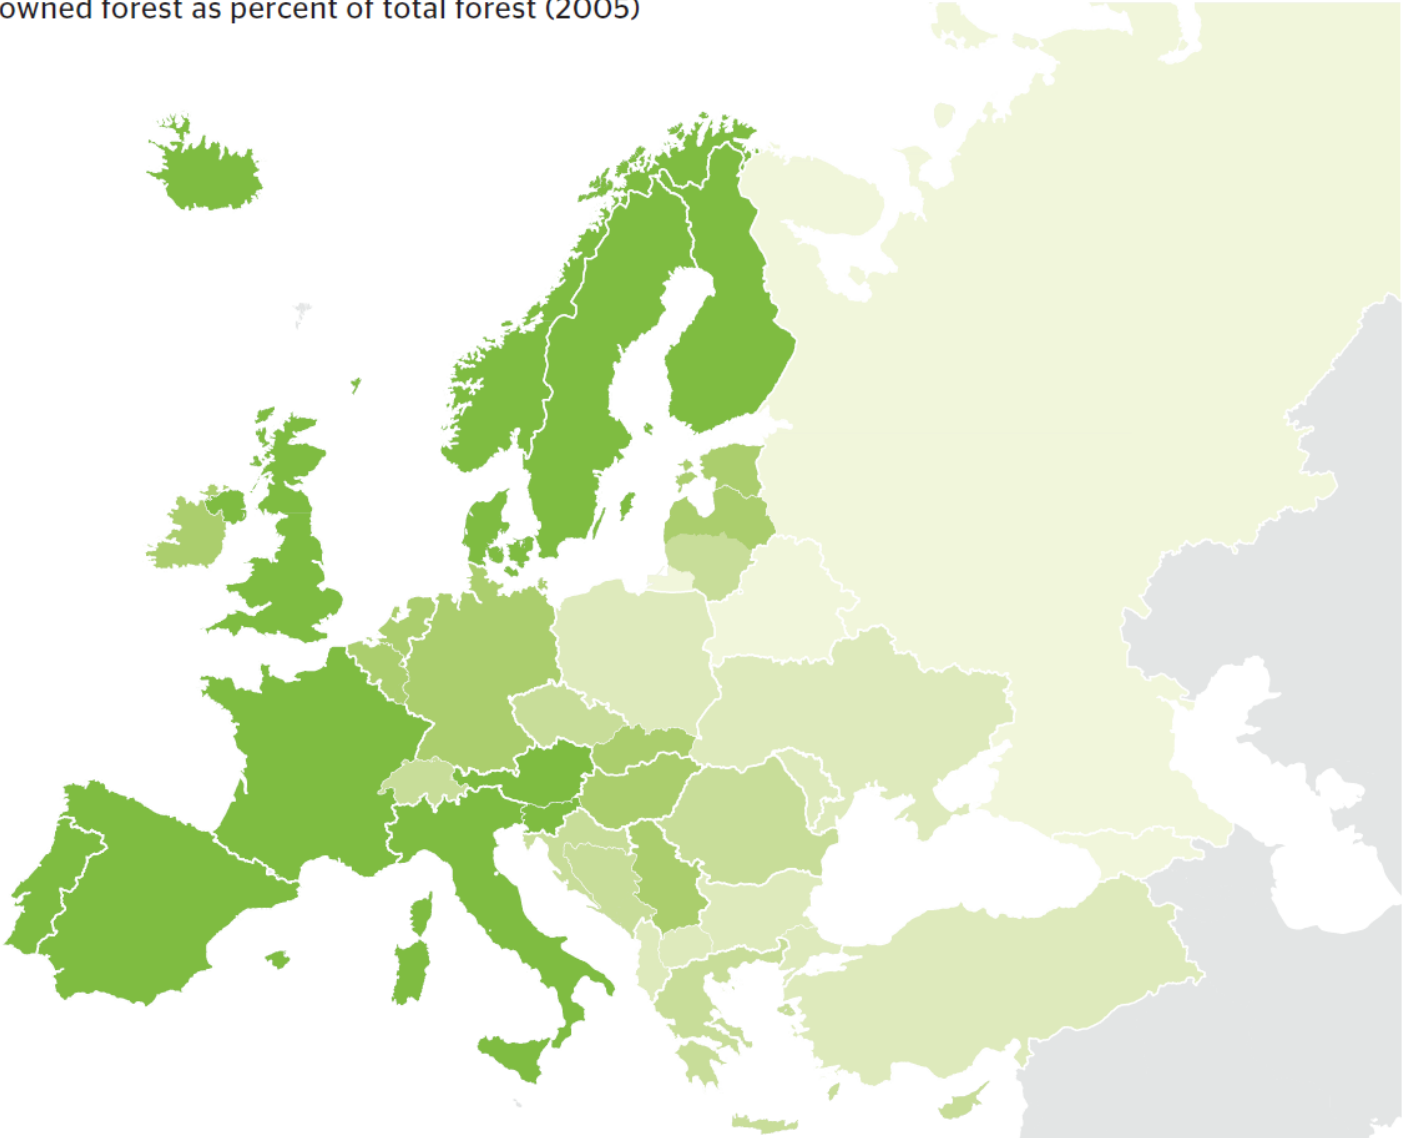 owned forest as percent of total forest (2005)